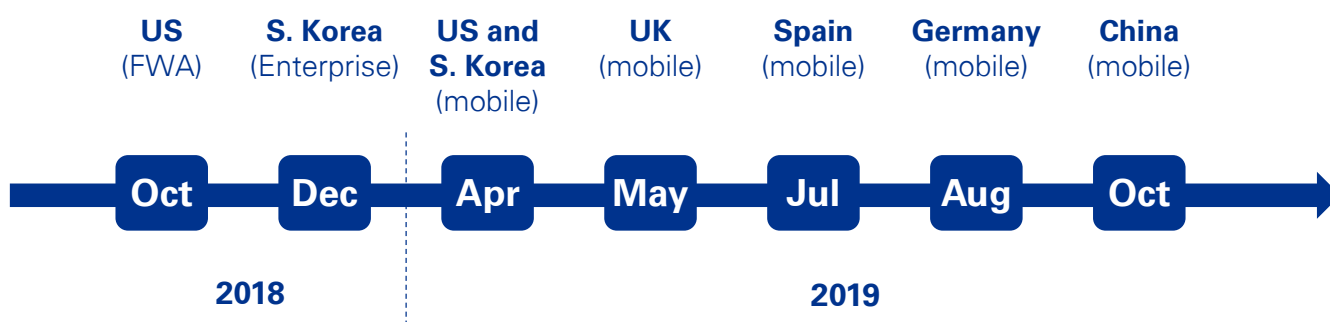 US
(FWA)
S. Korea
(Enterprise)
US and
S. Korea
(mobile)
UK
(mobile)
Spain
(mobile)
Germany
(mobile)
China
(mobile)
Oct
Dec
Apr
May
Jul
Aug
Oct
2018
2019